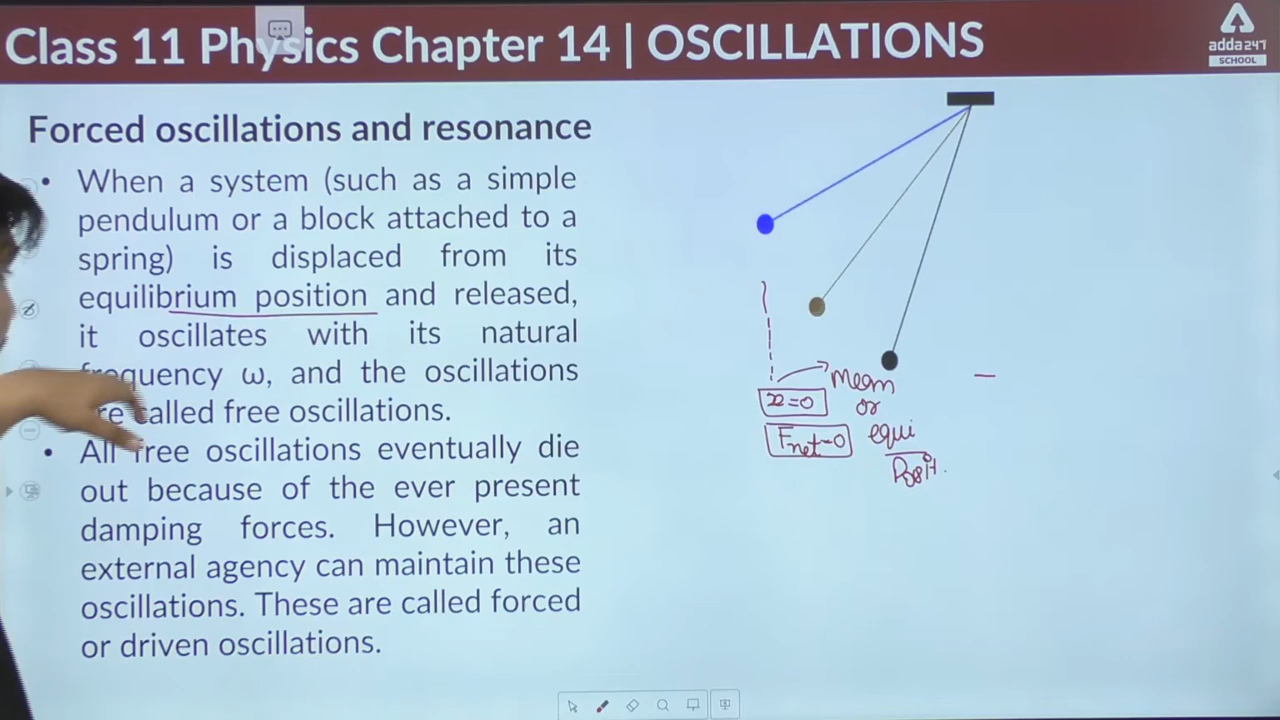 Class 11 Physics Chapter 14 | OSCILLATIONS
adda247
SCHOOL
Forced oscillations and resonance
• When a system (such as a simple
pendulum or a block attached to a
spring) is displaced from its
equilibrium position and released,
it oscillates with its natural
frequency ω, and the oscillations
are called free oscillations.
• All free oscillations eventually die
out because of the ever present
damping forces. However, an
external agency can maintain these
oscillations. These are called forced
or driven oscillations.
x=0
Fnet=0
Mean
or
equi
Posit.